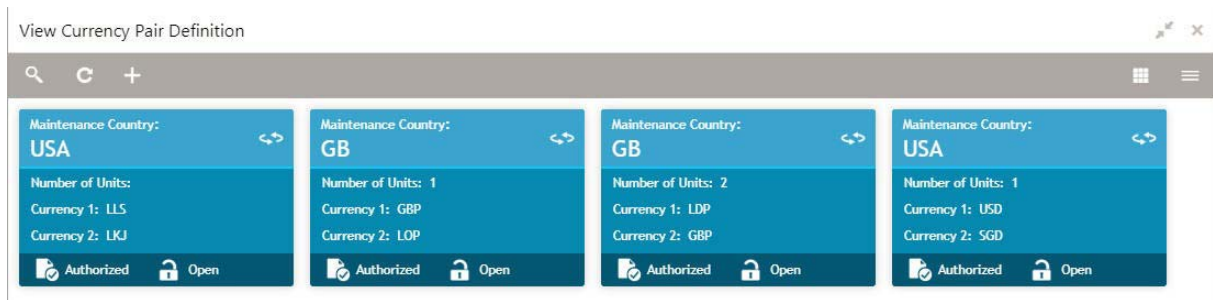 View Currency Pair Definition
Maintenance Country:
USA
Number of Units:
Currency 1: LLS
Currency 2: LKJ
Authorized Open
Maintenance Country:
GB
Number of Units: 1
Currency 1: GBP
Currency 2: LOP
Authorized Open
Maintenance Country:
GB
Number of Units: 2
Currency 1: LDP
Currency 2: GBP
Authorized Open
Maintenance Country:
USA
Number of Units: 1
Currency 1: USD
Currency 2: SGD
Authorized Open